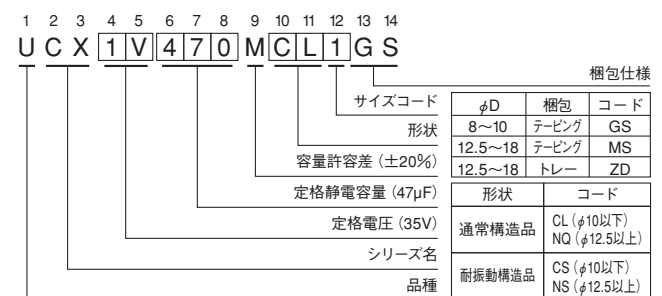 1 2 3 4 5 6 7 8 9 10 11 12 13 14
U C X 1 V 4 7 0 M C L 1 G S
梱包仕様
サイズコード
形状
容量許容差 (±20%)
定格静電容量 (47µF)
定格電圧 (35V)
シリーズ名
品種
φD 梱包 コード
8～10 テーピング GS
12.5～18 テーピング MS
12.5～18 トレー ZD
形状 コード
通常構造品 CL (φ10以下)
NQ (φ12.5以上)
耐振動構造品 CS (φ10以下)
NS (φ12.5以上)